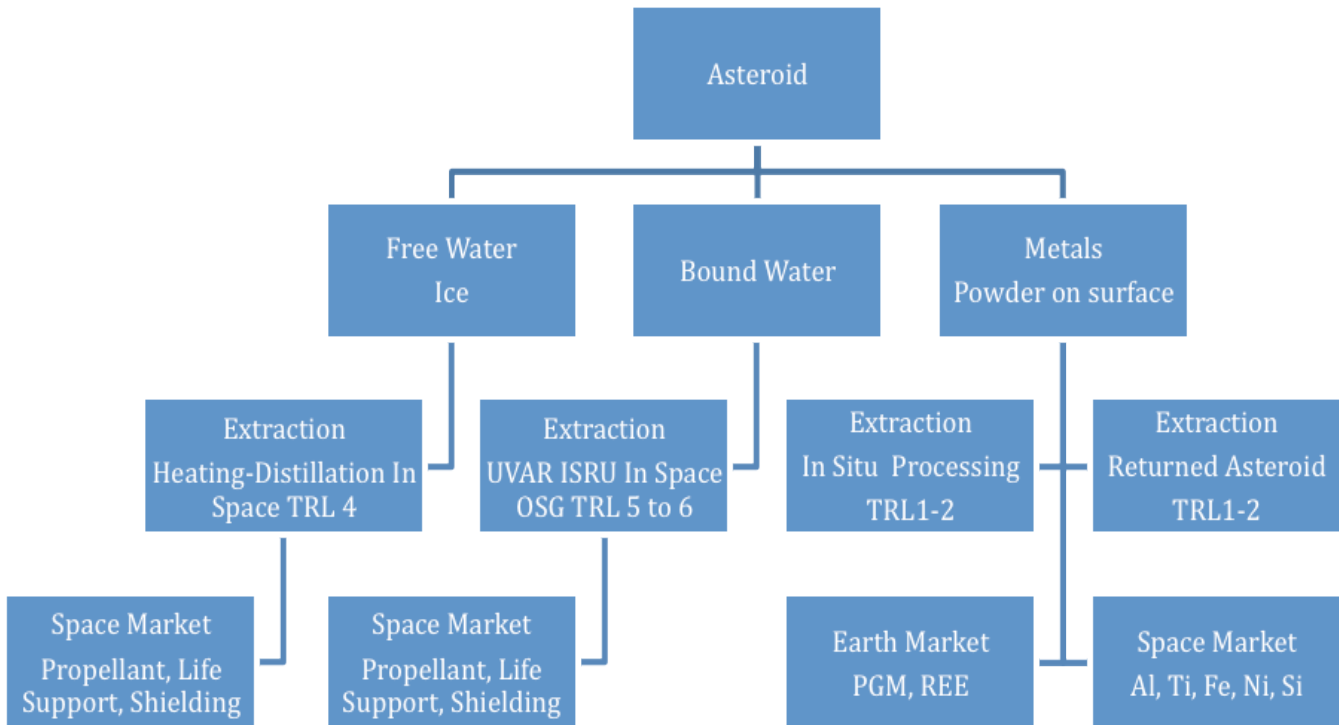 Asteroid
Free Water
Ice
Bound Water
Metals
Powder on surface
Extraction
Heating-Distillation In
Space TRL 4
Extraction
UVAR ISRU In Space
OSG TRL 5 to 6
Extraction
In Situ Processing
TRL1-2
Extraction
Returned Asteroid
TRL1-2
Space Market
Propellant, Life
Support, Shielding
Space Market
Propellant, Life
Support, Shielding
Earth Market
PGM, REE
Space Market
Al, Ti, Fe, Ni, Si